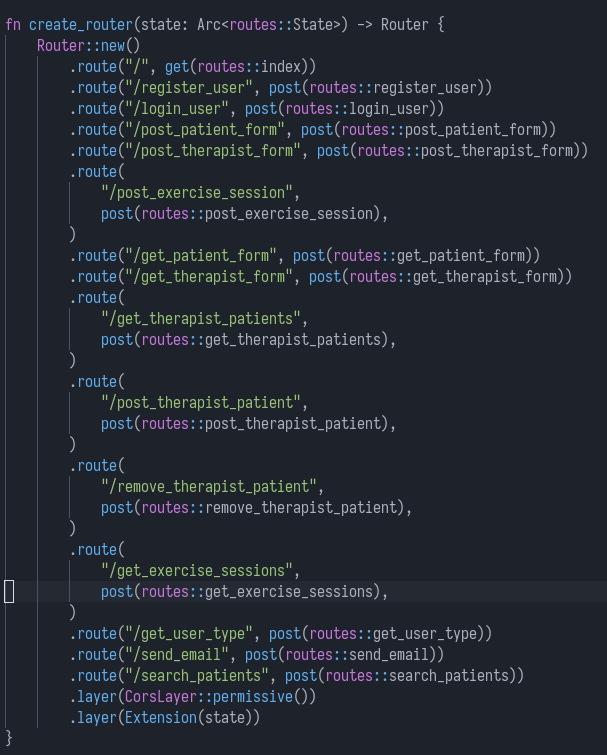 fn create_router(state: Arc<routes::State>) -> Router {
    Router::new()
        .route("/", get(routes::index))
        .route("/register_user", post(routes::register_user))
        .route("/login_user", post(routes::login_user))
        .route("/post_patient_form", post(routes::post_patient_form))
        .route("/post_therapist_form", post(routes::post_therapist_form))
        .route(
            "/post_exercise_session",
            post(routes::post_exercise_session),
        )
        .route("/get_patient_form", post(routes::get_patient_form))
        .route("/get_therapist_form", post(routes::get_therapist_form))
        .route(
            "/get_therapist_patients",
            post(routes::get_therapist_patients),
        )
        .route(
            "/post_therapist_patient",
            post(routes::post_therapist_patient),
        )
        .route(
            "/remove_therapist_patient",
            post(routes::remove_therapist_patient),
        )
        .route(
            "/get_exercise_sessions",
            post(routes::get_exercise_sessions),
        )
        .route("/get_user_type", post(routes::get_user_type))
        .route("/send_email", post(routes::send_email))
        .route("/search_patients", post(routes::search_patients))
        .layer(CorsLayer::permissive())
        .layer(Extension(state))
}